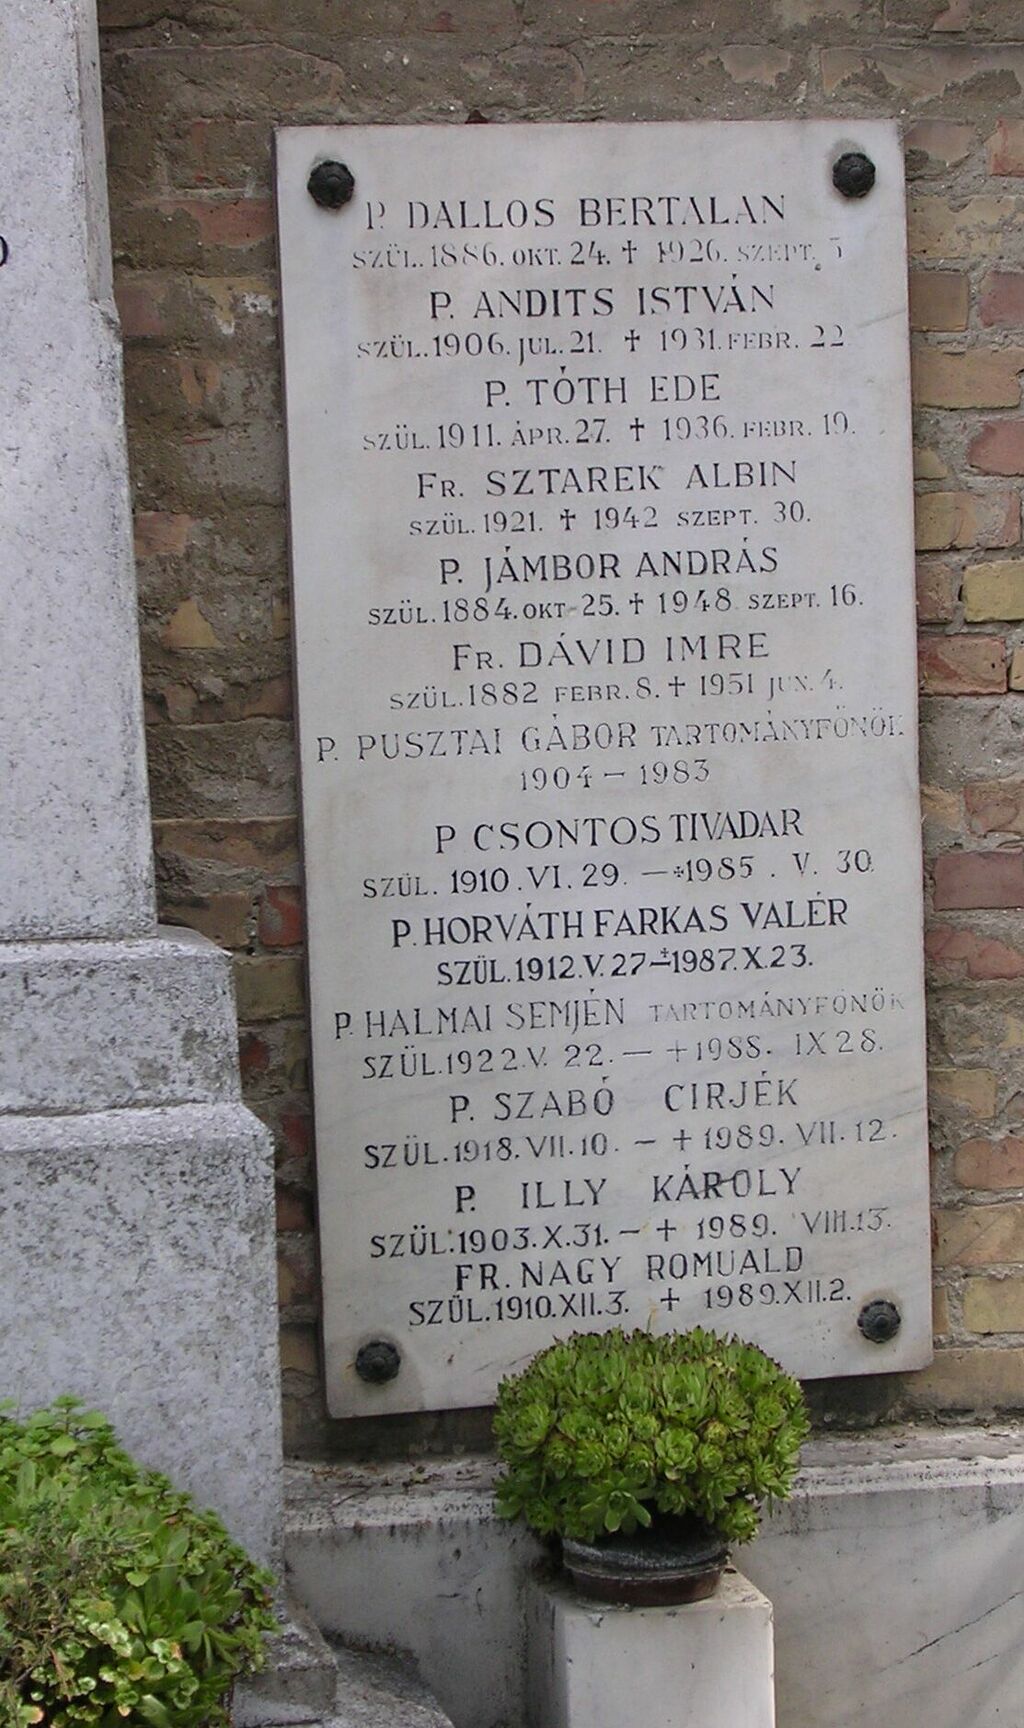 P. DALLOS BERTALAN
SZÜL. 1886. OKT. 24. † 1926. SZEPT. 3
P. ANDITS ISTVÁN
SZÜL. 1906. JUL. 21. † 1931. FEBR. 22
P. TÓTH EDE
SZÜL. 1911. ÁPR. 27. † 1936. FEBR. 19.
FR. SZTAREK ALBIN
SZÜL. 1921. † 1942 SZEPT. 30.
P. JÁMBOR ANDRÁS
SZÜL. 1884. OKT. 25. † 1948 SZEPT. 16.
FR. DÁVID IMRE
SZÜL. 1882 FEBR. 8. † 1951 JUN. 4.
P. PUSZTAI GÁBOR TARTOMÁNYFŐNÖK
1904 – 1983
P CSONTOS TIVADAR
SZÜL. 1910. VI. 29. – † 1985. V. 30.
P. HORVÁTH FARKAS VALÉR
SZÜL. 1912. V. 27 – † 1987. X. 23.
P. HALMAI SEMJÉN TARTOMÁNYFŐNÖK
SZÜL. 1922. V. 22. – + 1988. IX 28.
P. SZABÓ CIRJÉK
SZÜL. 1918. VII. 10. – + 1989. VII. 12.
P. ILLY KÁROLY
SZÜL. 1903. X. 31. – + 1989. VIII. 13.
FR. NAGY ROMUALD
SZÜL. 1910. XII. 3. + 1989. XII. 2.